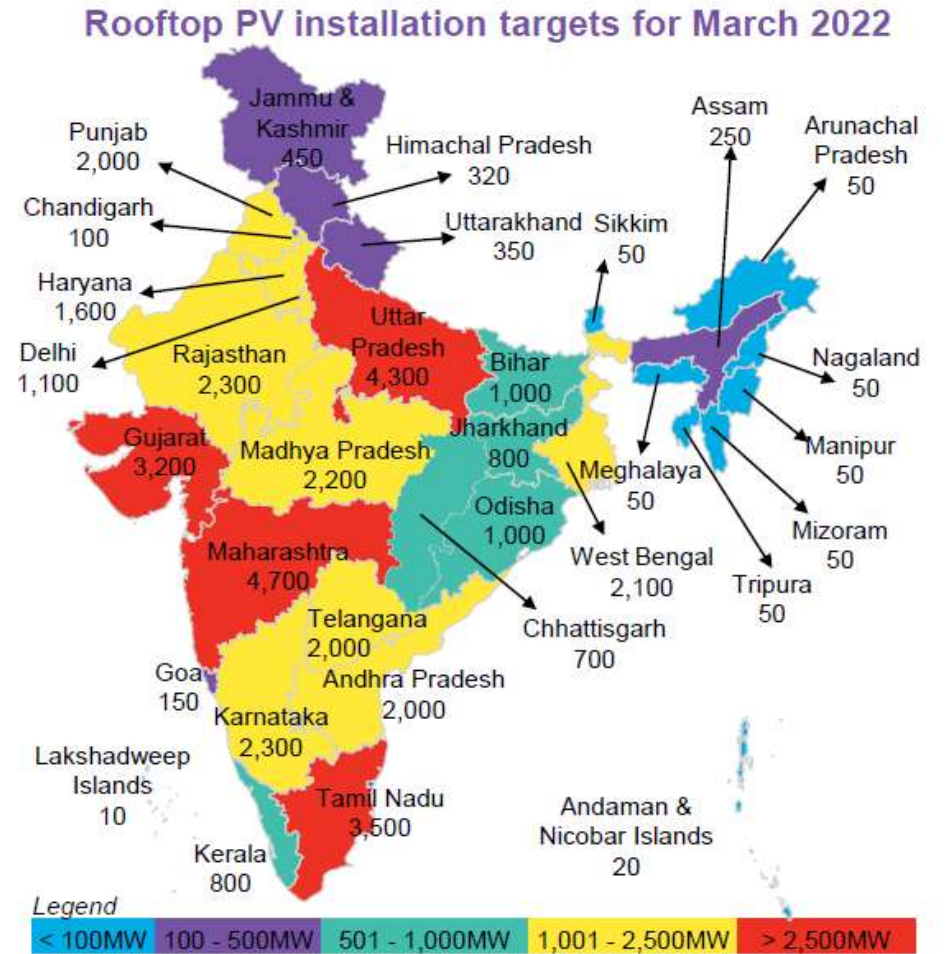 Rooftop PV installation targets for March 2022
Jammu &
Kashmir
450
Punjab
2,000
Himachal Pradesh
320
Chandigarh
100
Uttarakhand
350
Sikkim
50
Assam
250
Arunachal
Pradesh
50
Haryana
1,600
Delhi
1,100
Rajasthan
2,300
Uttar
Pradesh
4,300
Bihar
1,000
Nagaland
50
Gujarat
3,200
Madhya Pradesh
2,200
Jharkhand
800
Meghalaya
50
Manipur
50
Odisha
1,000
Mizoram
50
Maharashtra
4,700
West Bengal
2,100
Tripura
50
Telangana
2,000
Chhattisgarh
700
Goa
150
Andhra Pradesh
2,000
Karnataka
2,300
Lakshadweep
Islands
10
Tamil Nadu
3,500
Andaman &
Nicobar Islands
20
Kerala
800
Legend
< 100MW 100 - 500MW 501 - 1,000MW 1,001 - 2,500MW > 2,500MW